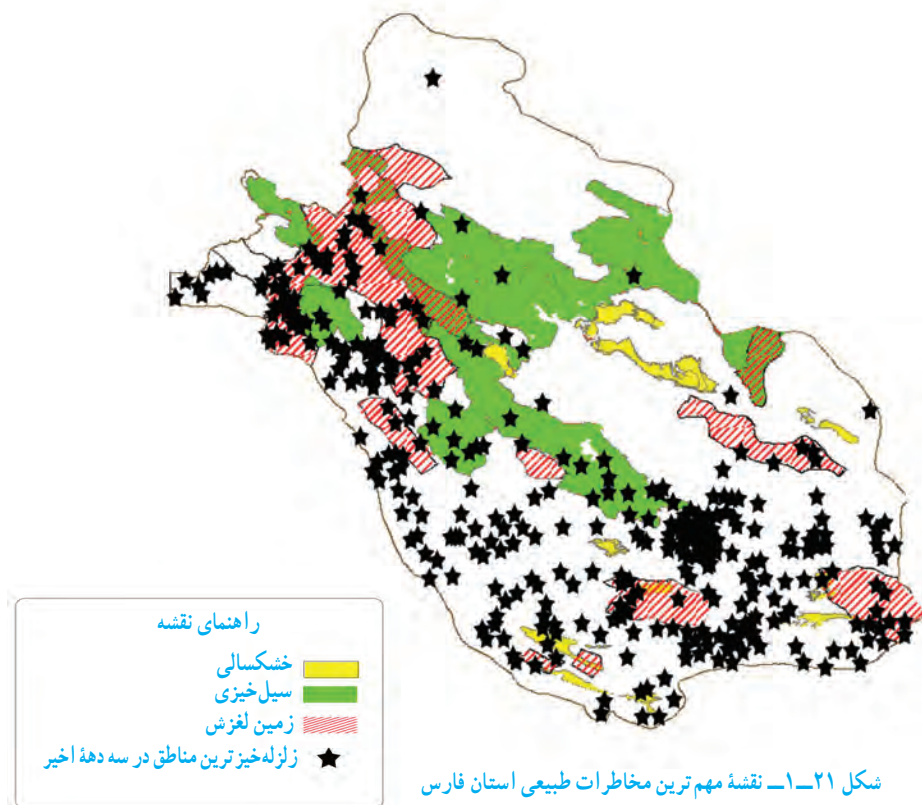 راهنمای نقشه
خشکسالی
سیل‌خیزی
زمین لغزش
زلزله‌خیزترین مناطق در سه دههٔ اخیر
شکل ۲۱ــ۱ــ نقشهٔ مهم ترین مخاطرات طبیعی استان فارس